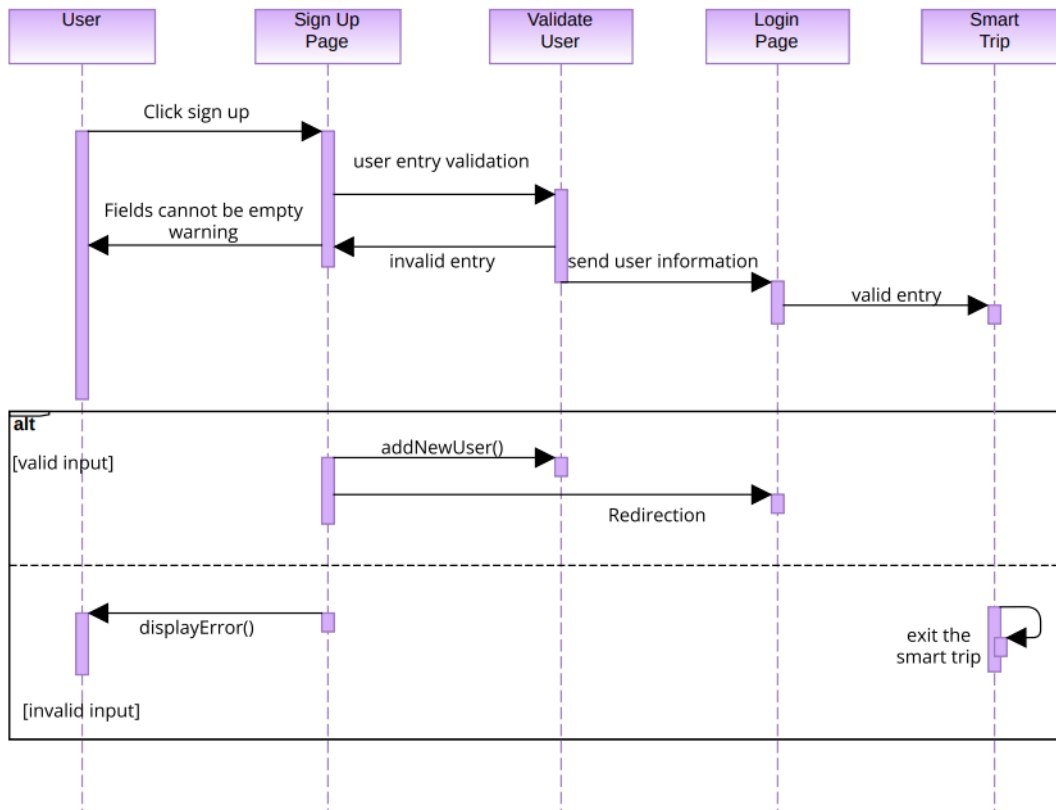 User
Sign Up
Page
Validate
User
Login
Page
Smart
Trip
Click sign up
user entry validation
Fields cannot be empty
warning
invalid entry
send user information
valid entry
alt
[valid input]
addNewUser()
Redirection
displayError()
exit the
smart trip
[invalid input]